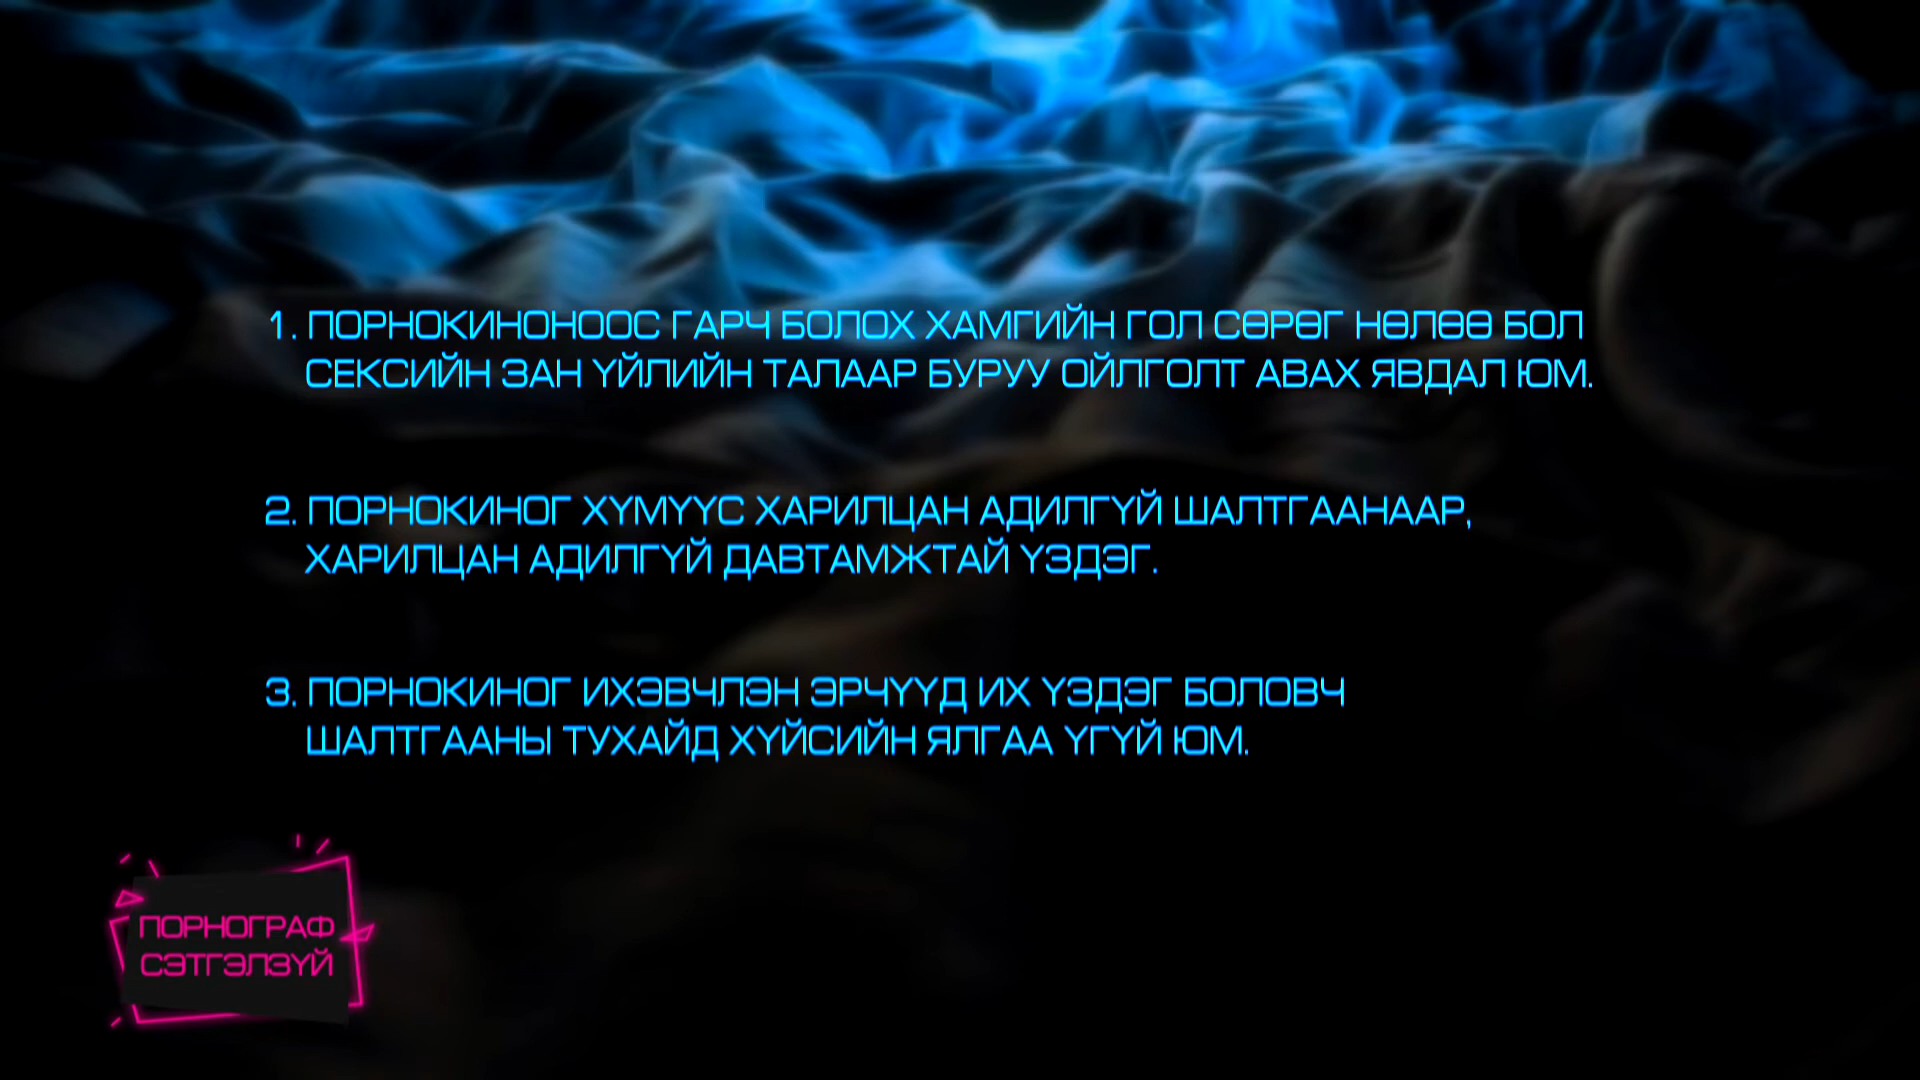 1. ПОРНОКИНОНООС ГАРЧ БОЛОХ ХАМГИЙН ГОЛ СӨРӨГ НӨЛӨӨ БОЛ
СЕКСИЙН ЗАН ҮЙЛИЙН ТАЛААР БУРУУ ОЙЛГОЛТ АВАХ ЯВДАЛ ЮМ.
2. ПОРНОКИНОГ ХҮМҮҮС ХАРИЛЦАН АДИЛГҮЙ ШАЛТГААНААР,
ХАРИЛЦАН АДИЛГҮЙ ДАВТАМЖТАЙ ҮЗДЭГ.
3. ПОРНОКИНОГ ИХЭВЧЛЭН ЭРЧҮҮД ИХ ҮЗДЭГ БОЛОВЧ
ШАЛТГААНЫ ТУХАЙД ХҮЙСИЙН ЯЛГАА ҮГҮЙ ЮМ.
ПОРНОГРАФ
СЭТГЭЛЗҮЙ